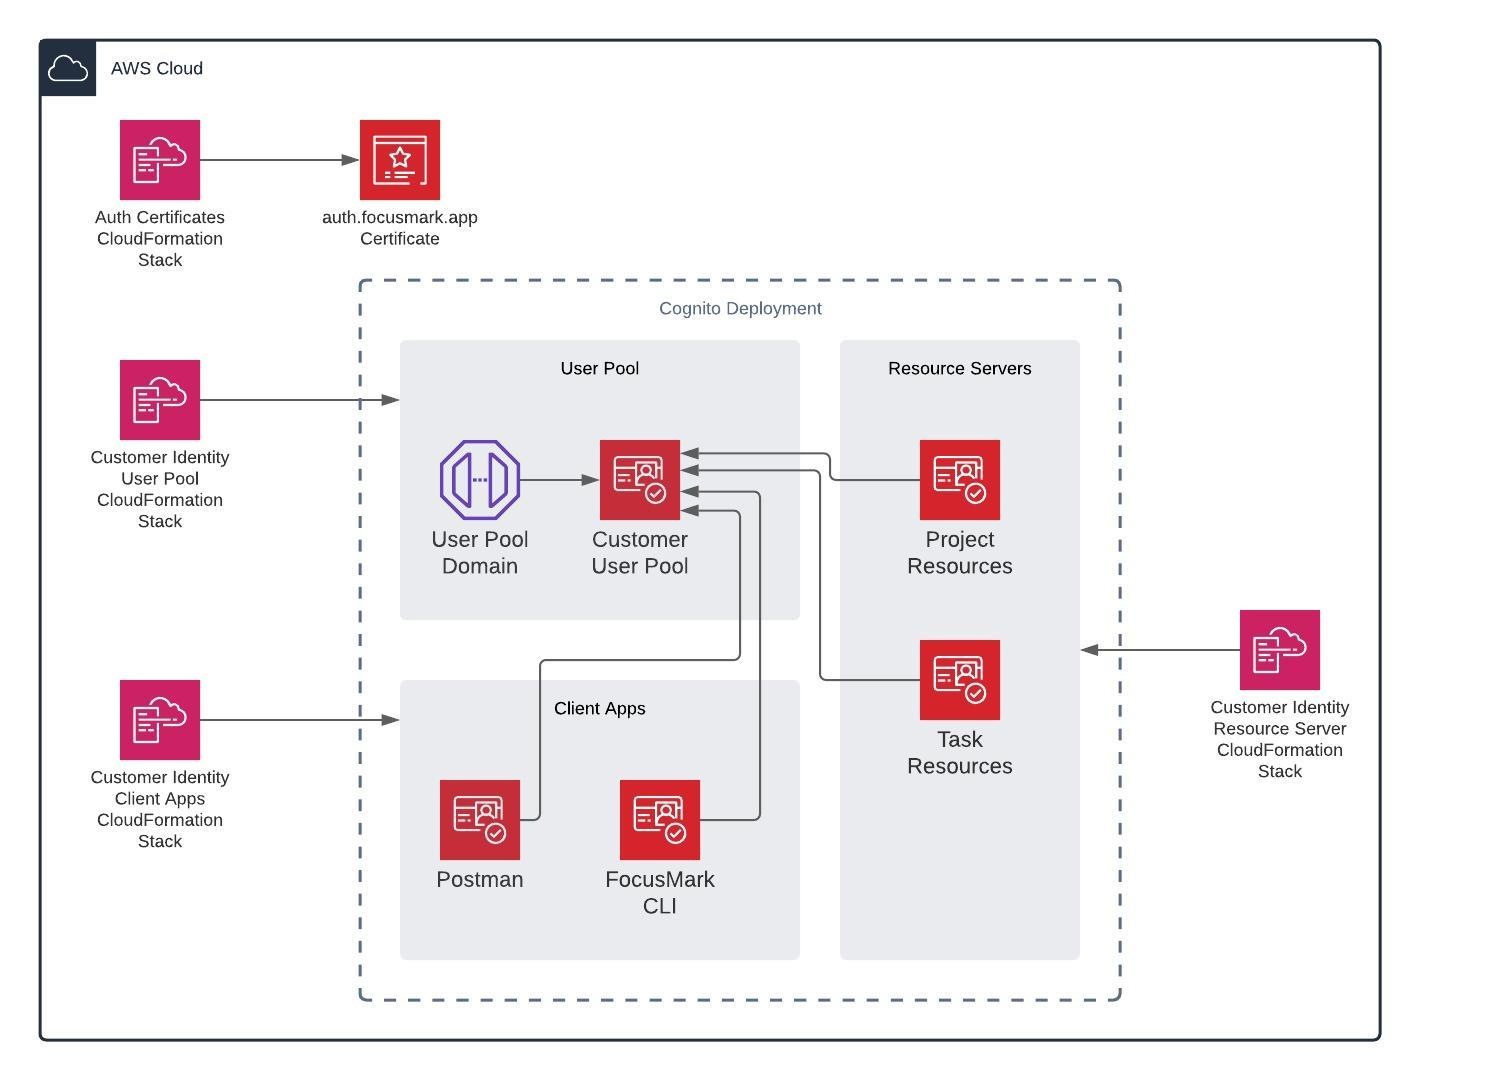 AWS Cloud
Auth Certificates
CloudFormation
Stack
auth.focusmark.app
Certificate
Cognito Deployment
User Pool
Resource Servers
Customer Identity
User Pool
CloudFormation
Stack
User Pool
Domain
Customer
User Pool
Project
Resources
Task
Resources
Customer Identity
Resource Server
CloudFormation
Stack
Client Apps
Customer Identity
Client Apps
CloudFormation
Stack
Postman
FocusMark
CLI